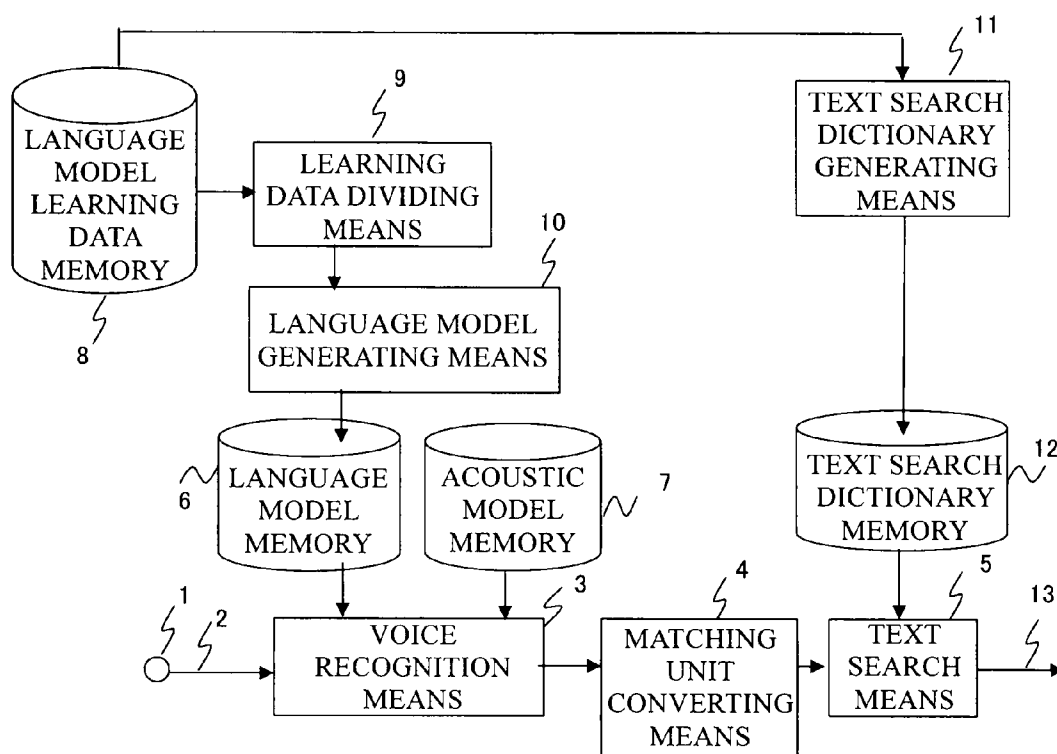 11
TEXT SEARCH
DICTIONARY
GENERATING
MEANS
9
LANGUAGE
MODEL
LEARNING
DATA
MEMORY
LEARNING
DATA DIVIDING
MEANS
8
10
LANGUAGE MODEL
GENERATING MEANS
6
LANGUAGE
MODEL
MEMORY
ACOUSTIC
MODEL
MEMORY
7
TEXT SEARCH
DICTIONARY
MEMORY
12
1
2
3
VOICE
RECOGNITION
MEANS
4
MATCHING
UNIT
CONVERTING
MEANS
5
TEXT
SEARCH
MEANS
13